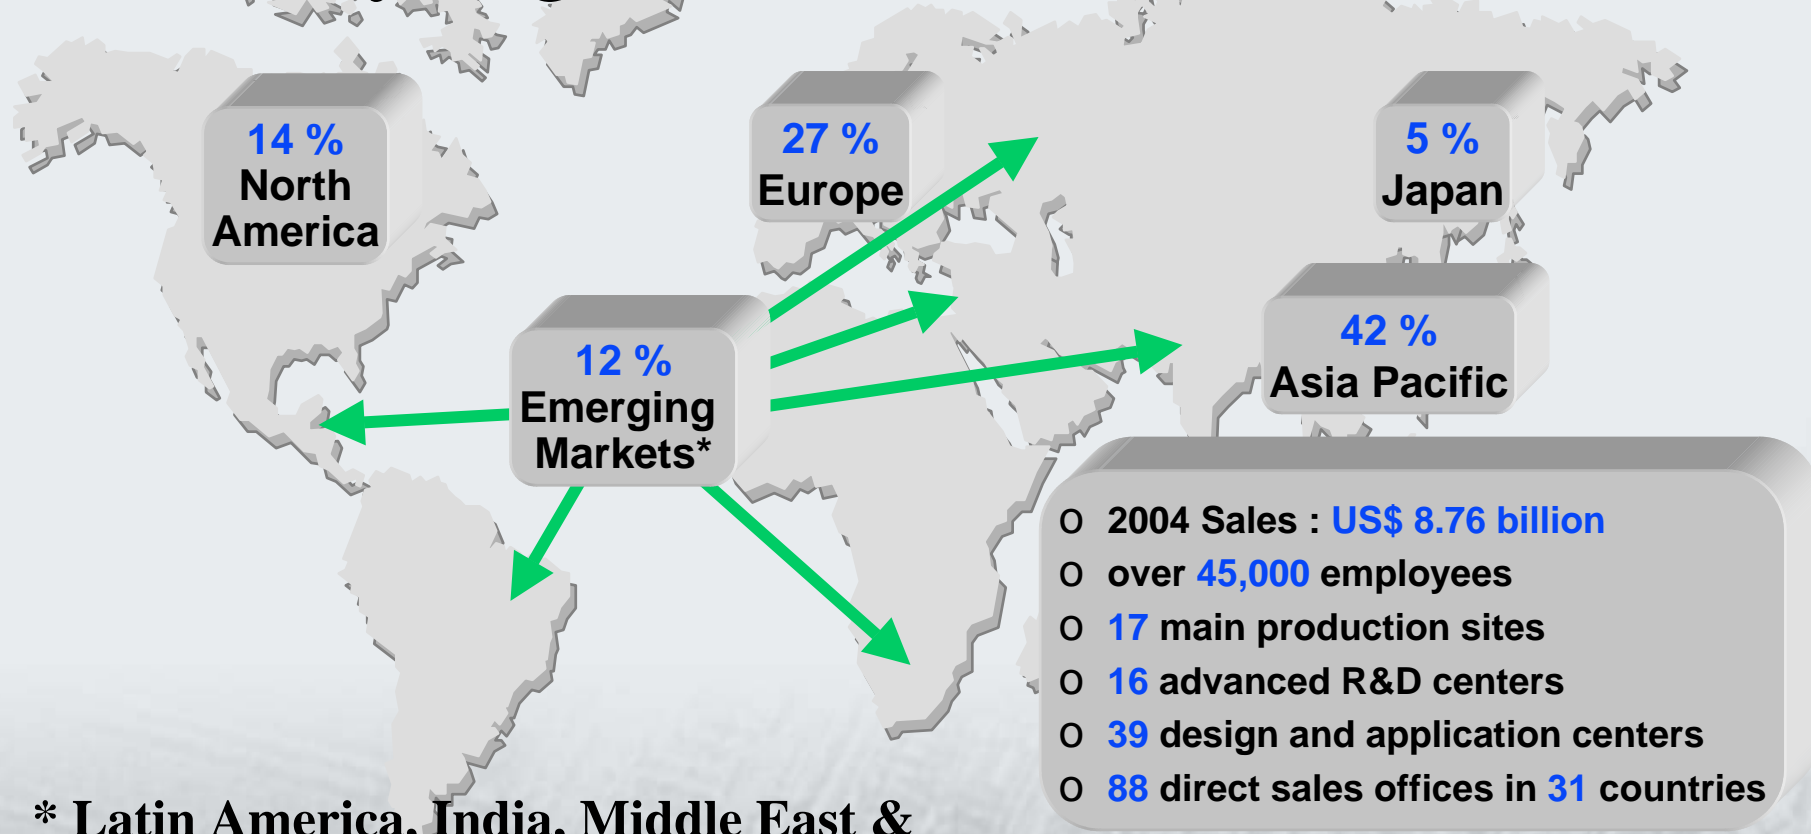 14 %
North
America
27 %
Europe
5 %
Japan
12 %
Emerging
Markets*
42 %
Asia Pacific
o 2004 Sales : US$ 8.76 billion
o over 45,000 employees
o 17 main production sites
o 16 advanced R&D centers
o 39 design and application centers
o 88 direct sales offices in 31 countries
* Latin America, India, Middle East &